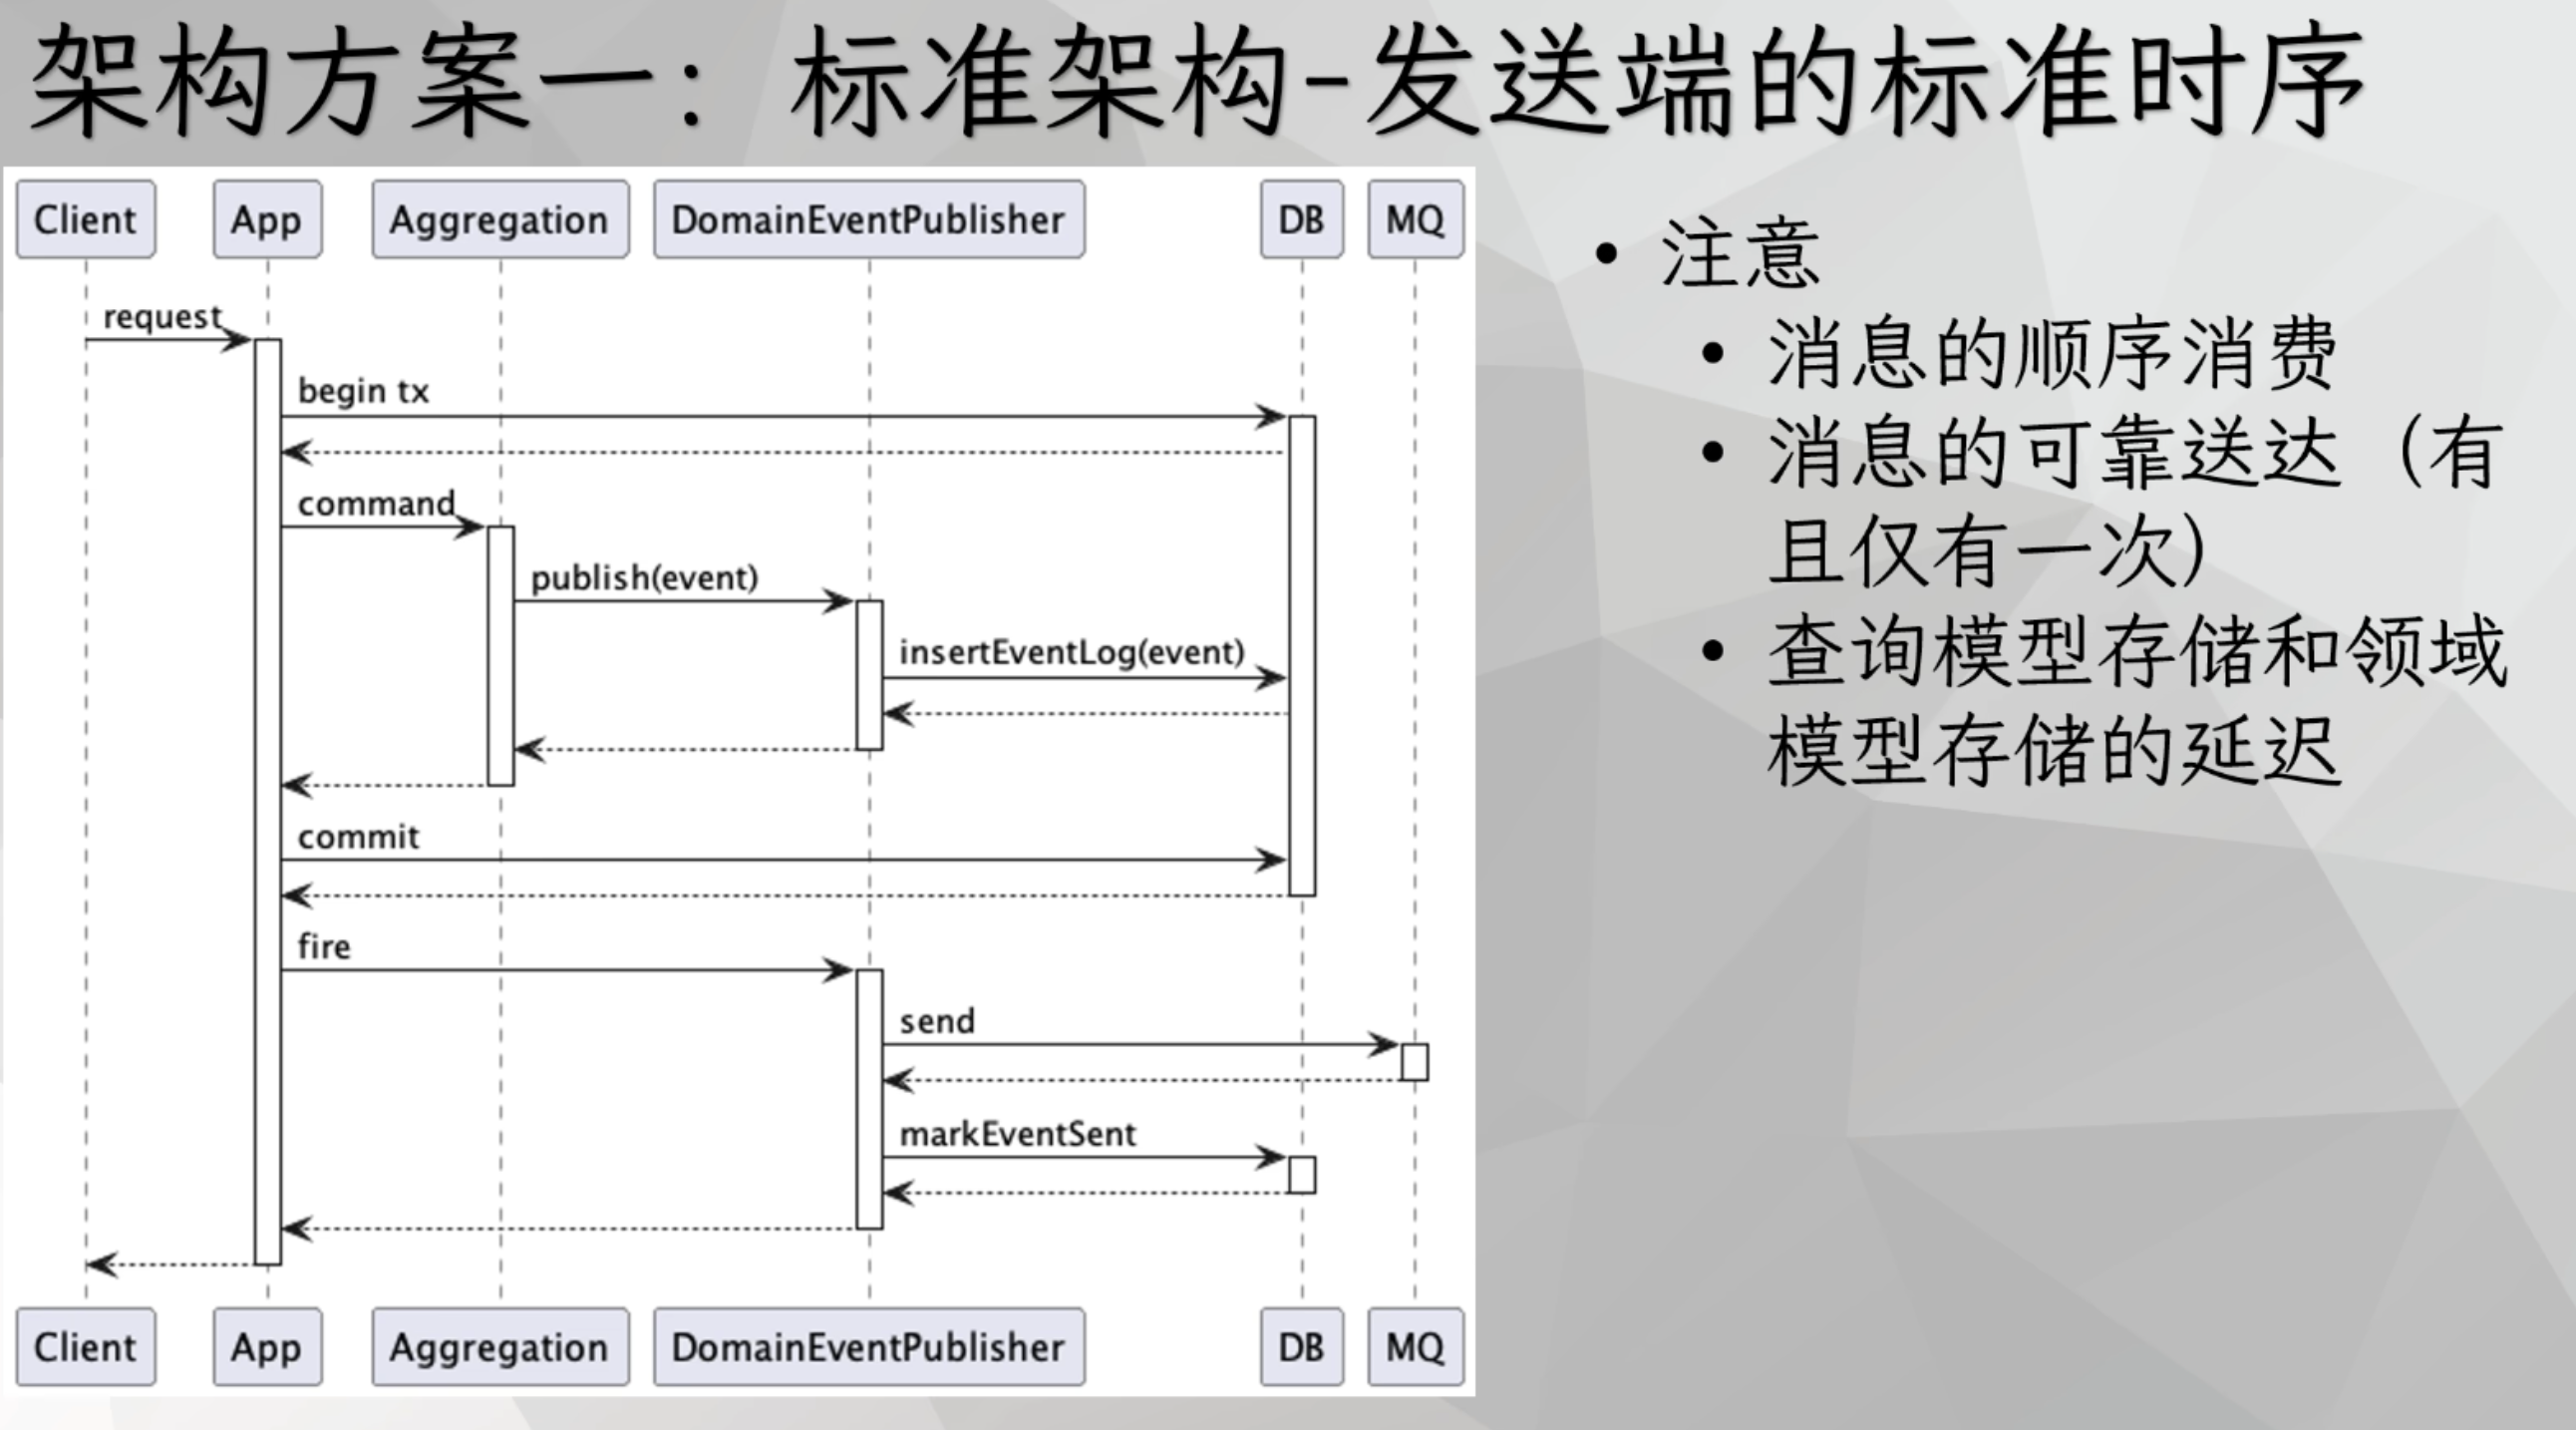 架构方案一：标准架构-发送端的标准时序
Client App Aggregation DomainEventPublisher DB MQ
request
begin tx
command
publish(event)
insertEventLog(event)
commit
fire
send
markEventSent
Client App Aggregation DomainEventPublisher DB MQ
• 注意
• 消息的顺序消费
• 消息的可靠送达（有
且仅有一次）
• 查询模型存储和领域
模型存储的延迟